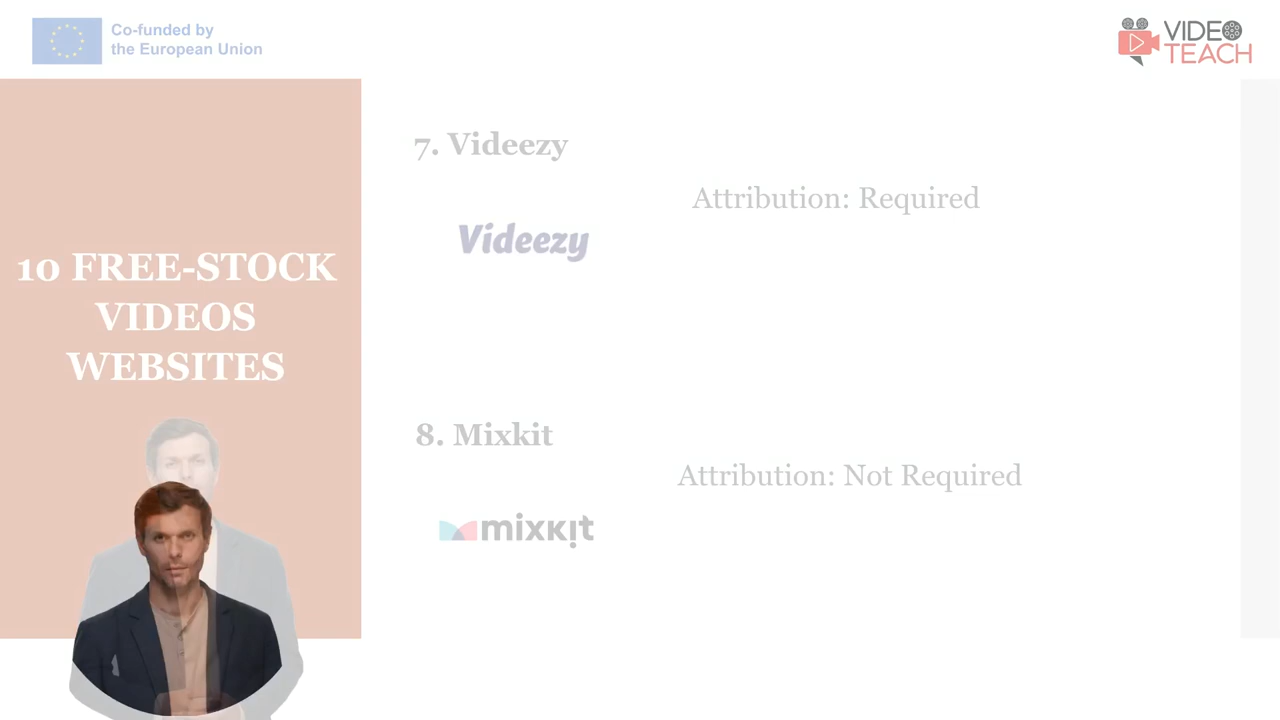 Co-funded by
the European Union
VIDEO
TEACH
10 FREE-STOCK
VIDEOS
WEBSITES
7. Videezy
Attribution: Required
Videezy
8. Mixkit
Attribution: Not Required
mixkit